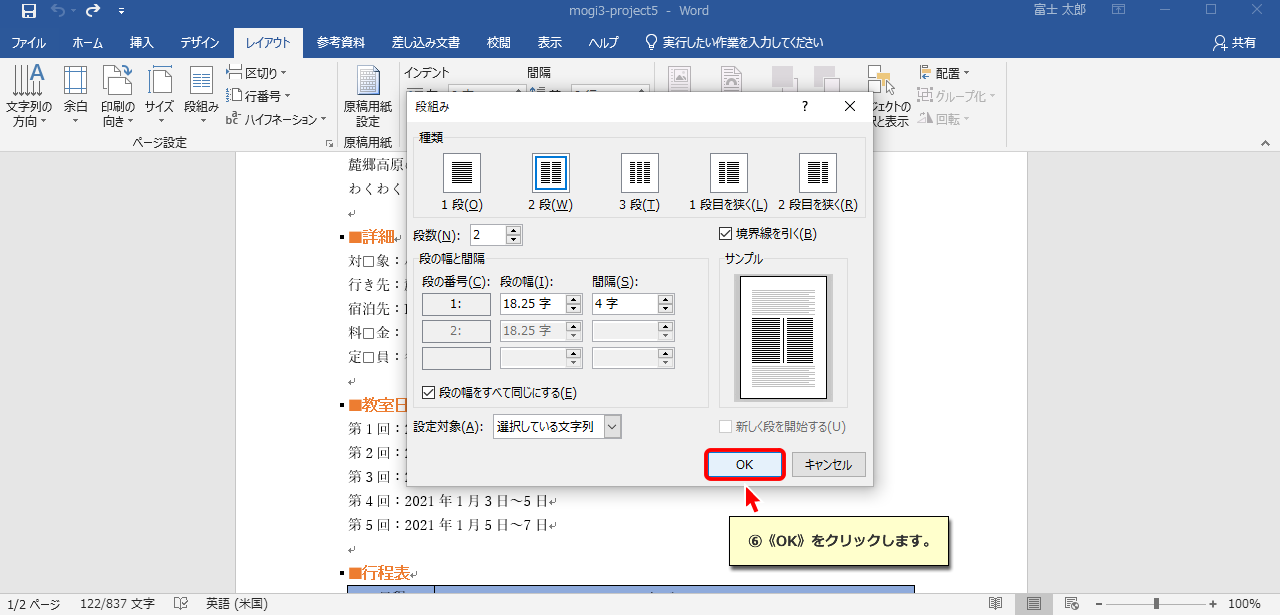 mogi3-project5 - Word
富士 太郎
ファイル ホーム 挿入 デザイン レイアウト 参考資料 差し込み文書 校閲 表示 ヘルプ 実行したい作業を入力してください 共有
文字列の方向
余白
印刷の向き
サイズ
段組み
区切り
行番号
ハイフネーション
ページ設定
原稿用紙設定
原稿用紙
インデント
間隔
配置
グループ化
回転
麓郷高原
わくわく
■詳細
対□象:
行き先:
宿泊先:
料□金:
定□員:
■教室日
第1回:
第2回:
第3回:
第4回:2021年1月3日~5日
第5回:2021年1月5日~7日
■行程表
段組み
種類
1 段(O) 2 段(W) 3 段(T) 1 段目を狭く(L) 2 段目を狭く(R)
段数(N): 2
境界線を引く(B)
段の幅と間隔
サンプル
段の番号(C): 段の幅(I): 間隔(S):
1: 18.25 字 4 字
2: 18.25 字
段の幅をすべて同じにする(E)
設定対象(A): 選択している文字列
新しく段を開始する(U)
OK キャンセル
⑥《OK》をクリックします。
1/2 ページ 122/837 文字 英語 (米国) 100%